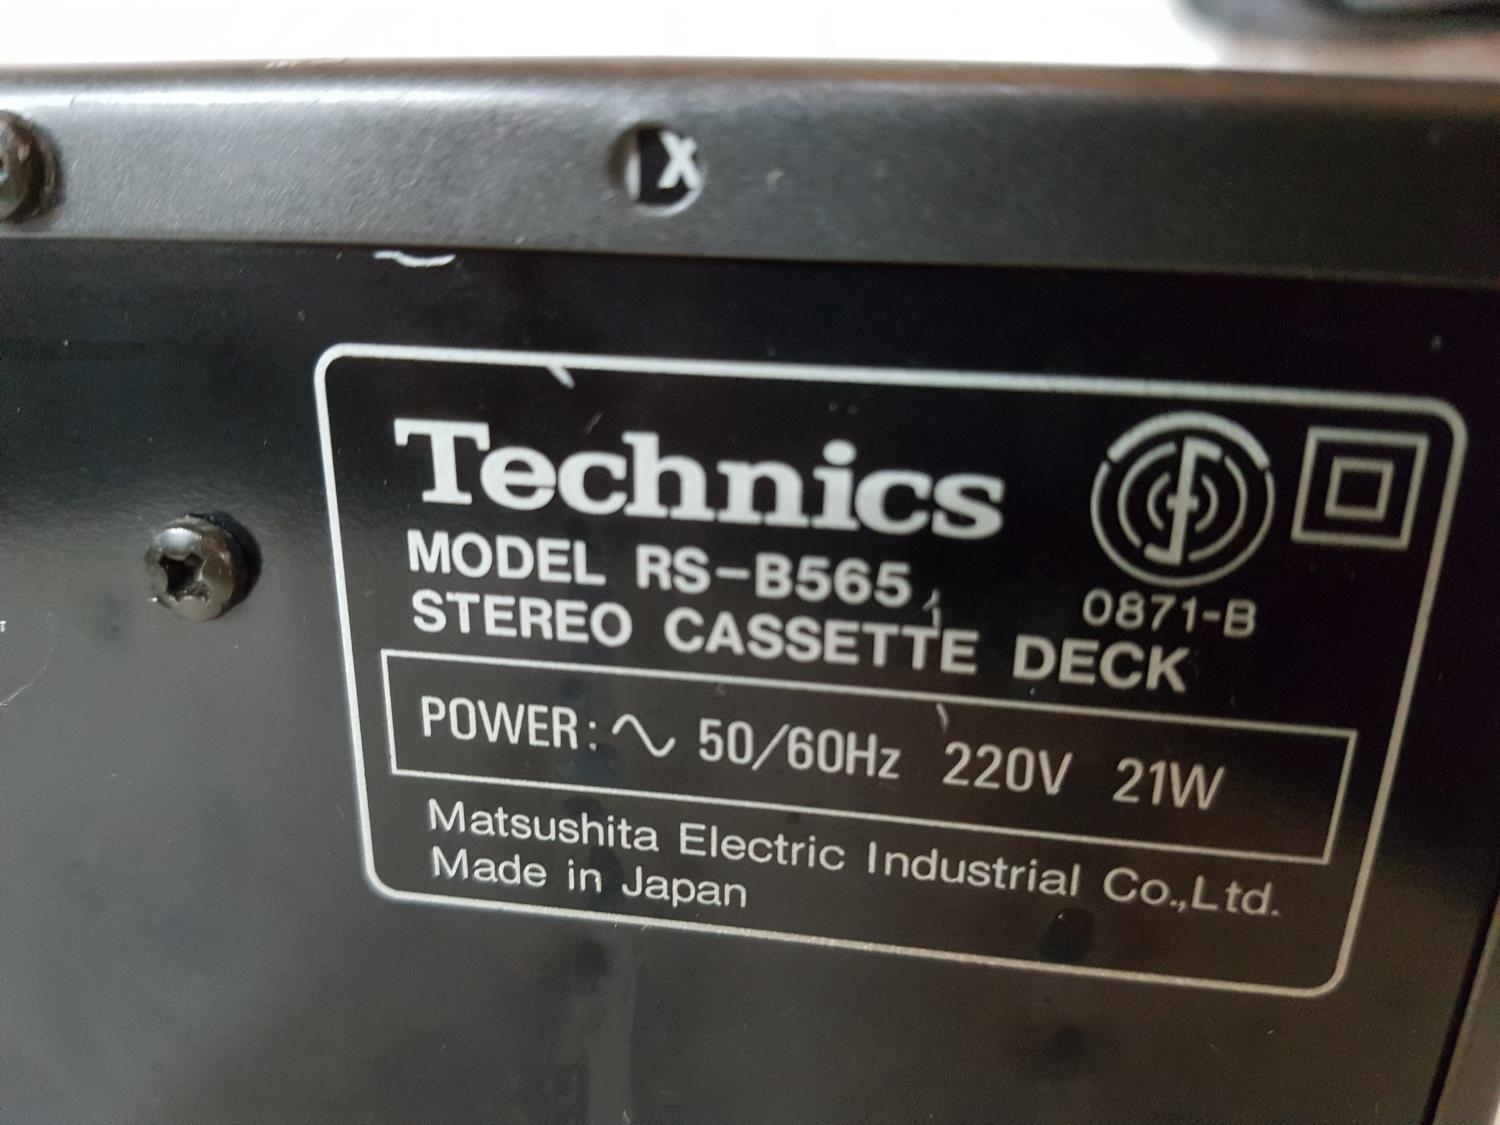 X
Technics
MODEL RS-B565
0871-B
STEREO CASSETTE DECK
POWER: ∿ 50/60Hz 220V 21W
Matsushita Electric Industrial Co.,Ltd.
Made in Japan